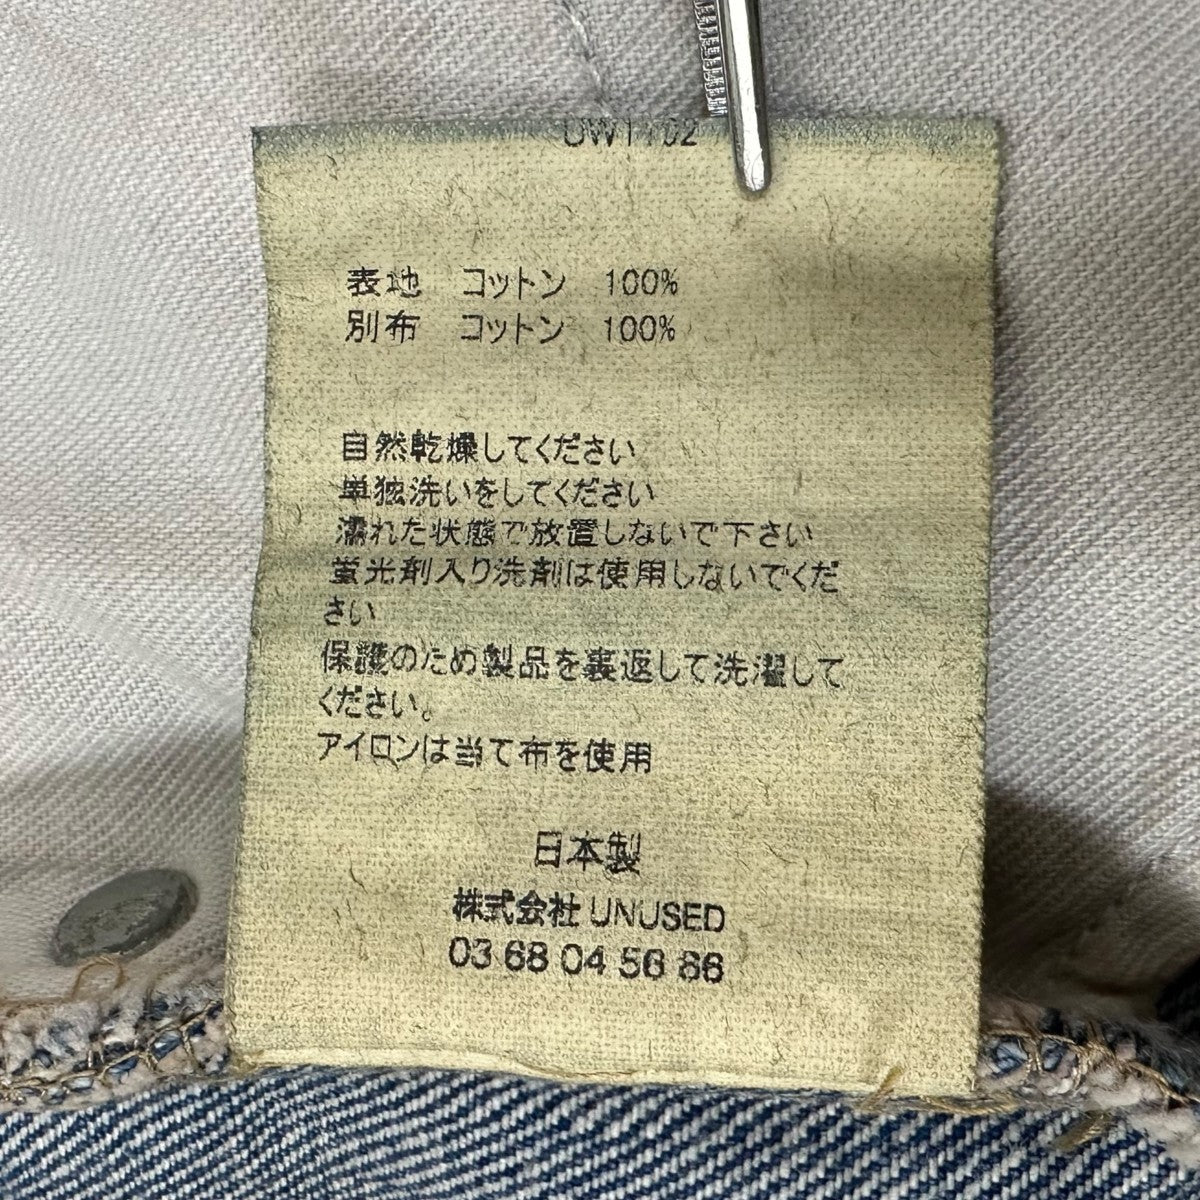 UW1102
表地 コットン 100%
別布 コットン 100%
自然乾燥してください
単独洗いをしてください
濡れた状態で放置しないで下さい
蛍光剤入り洗剤は使用しないでくだ
さい
保護のため製品を裏返して洗濯して
ください。
アイロンは当て布を使用
日本製
株式会社 UNUSED
03 68 04 56 86